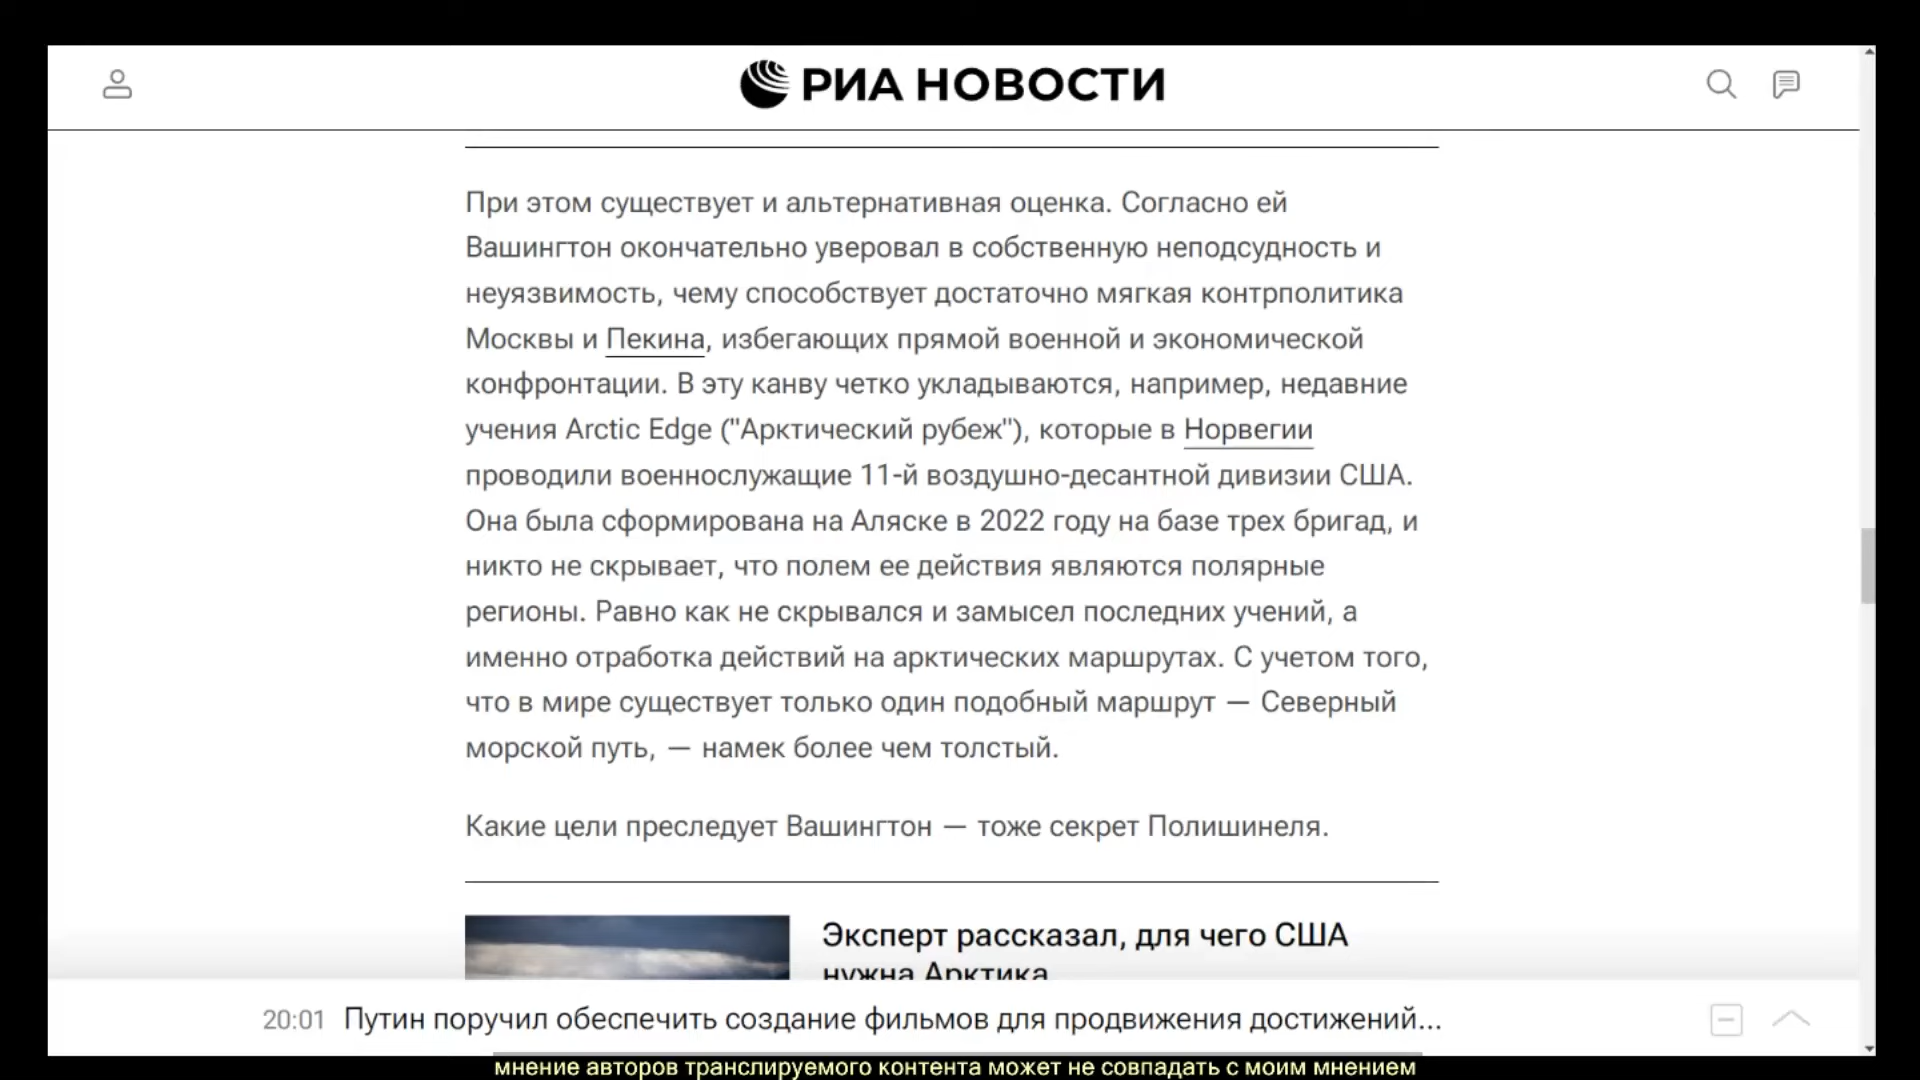 РИА НОВОСТИ
При этом существует и альтернативная оценка. Согласно ей
Вашингтон окончательно уверовал в собственную неподсудность и
неуязвимость, чему способствует достаточно мягкая контрполитика
Москвы и Пекина, избегающих прямой военной и экономической
конфронтации. В эту канву четко укладываются, например, недавние
учения Arctic Edge ("Арктический рубеж"), которые в Норвегии
проводили военнослужащие 11-й воздушно-десантной дивизии США.
Она была сформирована на Аляске в 2022 году на базе трех бригад, и
никто не скрывает, что полем ее действия являются полярные
регионы. Равно как не скрывался и замысел последних учений, а
именно отработка действий на арктических маршрутах. С учетом того,
что в мире существует только один подобный маршрут — Северный
морской путь, — намек более чем толстый.
Какие цели преследует Вашингтон — тоже секрет Полишинеля.
Эксперт рассказал, для чего США
нужна Арктика
20:01 Путин поручил обеспечить создание фильмов для продвижения достижений...
мнение авторов транслируемого контента может не совпадать с моим мнением